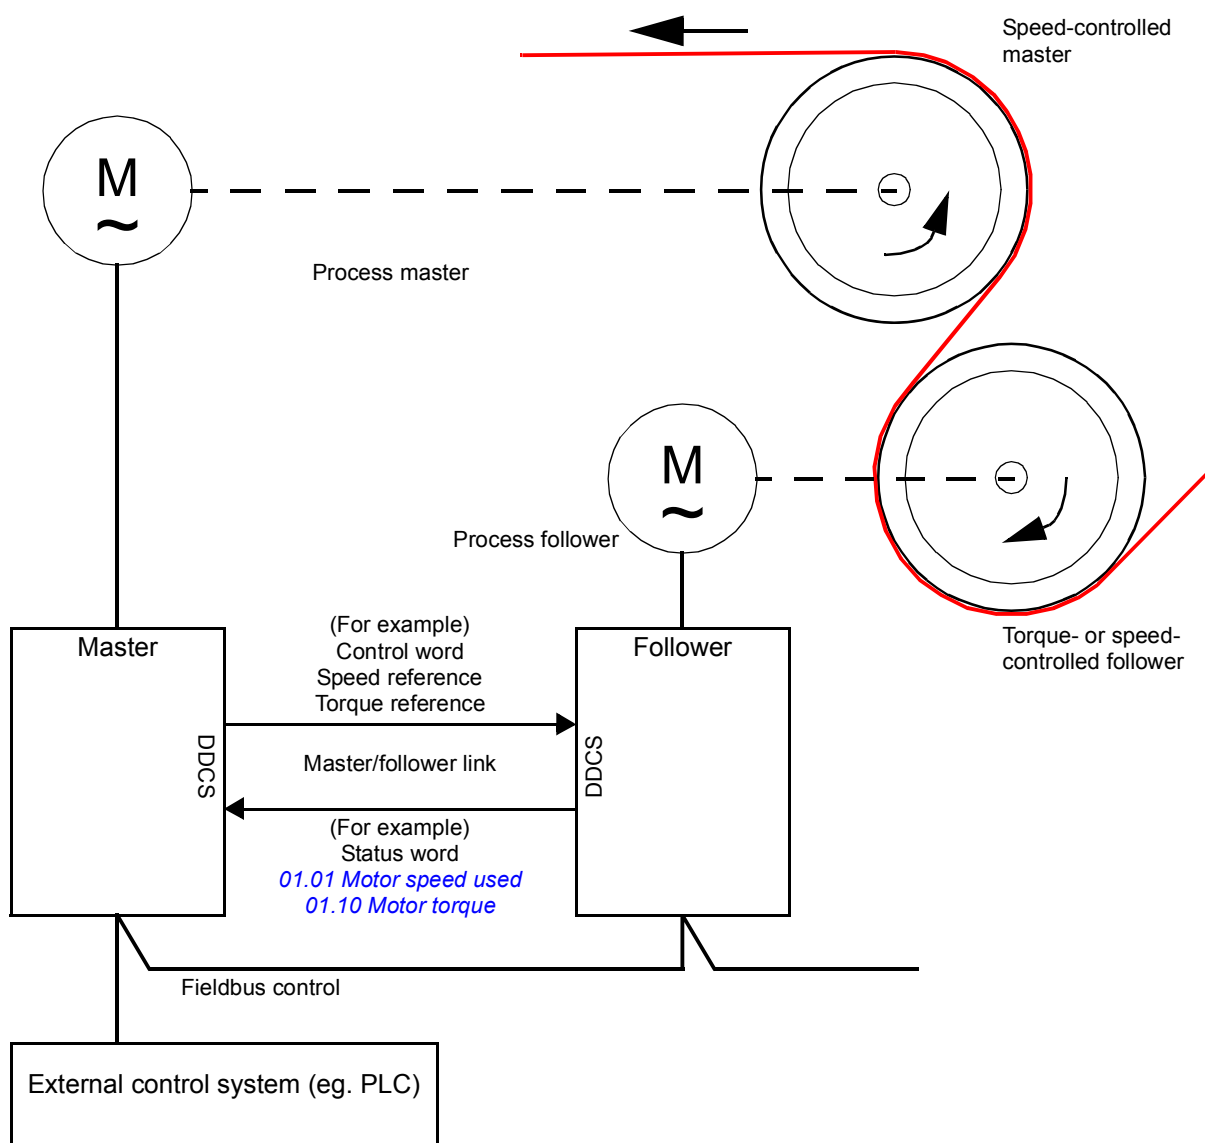 Speed-controlled
master
M
~
Process master
M
~
Process follower
Torque- or speed-
controlled follower
Master
Follower
(For example)
Control word
Speed reference
Torque reference
DDCS
DDCS
Master/follower link
(For example)
Status word
01.01 Motor speed used
01.10 Motor torque
Fieldbus control
External control system (eg. PLC)